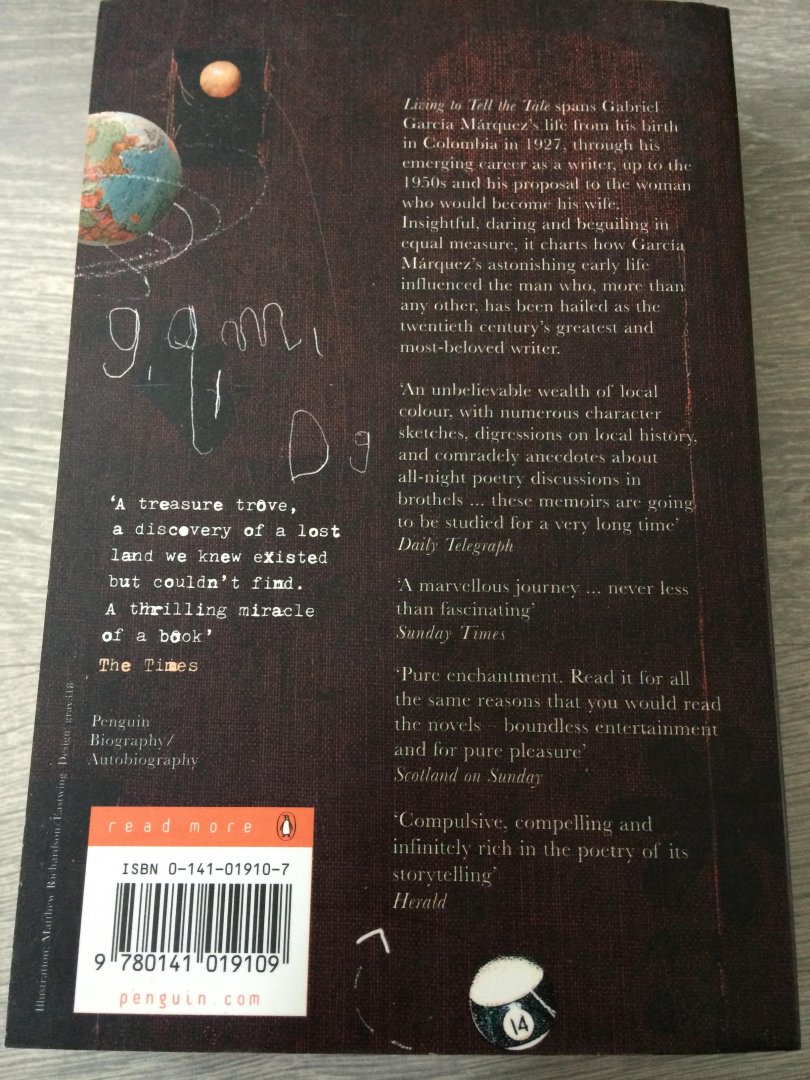 Living to Tell the Tale spans Gabriel
García Márquez's life from his birth
in Colombia in 1927, through his
emerging career as a writer, up to the
1950s and his proposal to the woman
who would become his wife.
Insightful, daring and beguiling in
equal measure, it charts how García
Márquez's astonishing early life
influenced the man who, more than
any other, has been hailed as the
twentieth century's greatest and
most-beloved writer.
'An unbelievable wealth of local
colour, with numerous character
sketches, digressions on local history,
and comradely anecdotes about
all-night poetry discussions in
brothels ... these memoirs are going
to be studied for a very long time'
Daily Telegraph
'A marvellous journey ... never less
than fascinating'
Sunday Times
'Pure enchantment. Read it for all
the same reasons that you would read
the novels – boundless entertainment
and for pure pleasure'
Scotland on Sunday
'Compulsive, compelling and
infinitely rich in the poetry of its
storytelling'
Herald
g, q, m,
D g
'A treasure trove,
a discovery of a lost
land we knew existed
but couldn't find.
A thrilling miracle
of a book'
The Times
Penguin
Biography/
Autobiography
Illustration: Matthew Richardson/Eastwing Design: gray318
read more
ISBN 0-141-01910-7
9 780141 019109
penguin.com
14